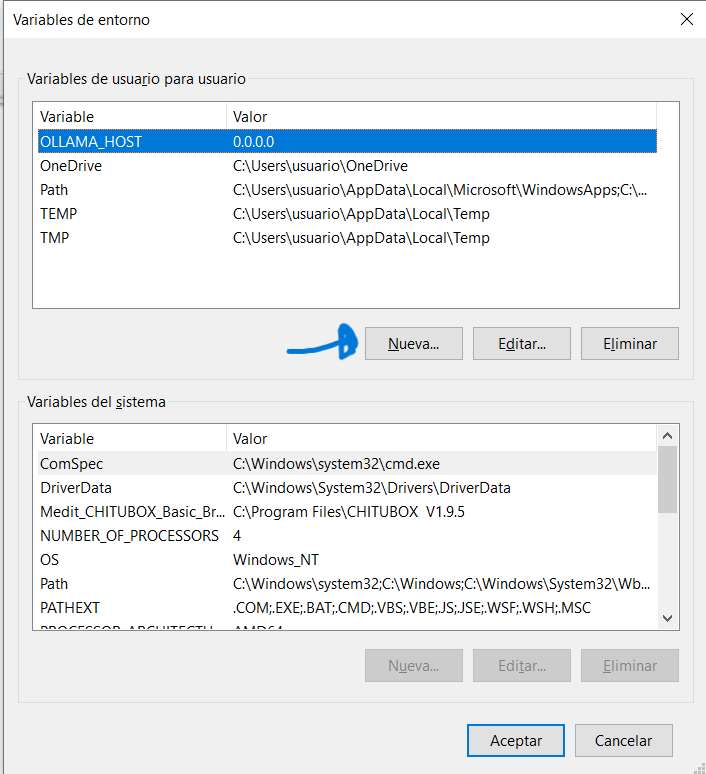 Variables de entorno
Variables de usuario para usuario
Variable Valor
OLLAMA_HOST 0.0.0.0
OneDrive C:\Users\usuario\OneDrive
Path C:\Users\usuario\AppData\Local\Microsoft\WindowsApps;C:\...
TEMP C:\Users\usuario\AppData\Local\Temp
TMP C:\Users\usuario\AppData\Local\Temp
Nueva... Editar... Eliminar
Variables del sistema
Variable Valor
ComSpec C:\Windows\system32\cmd.exe
DriverData C:\Windows\System32\Drivers\DriverData
Medit_CHITUBOX_Basic_Br... C:\Program Files\CHITUBOX V1.9.5
NUMBER_OF_PROCESSORS 4
OS Windows_NT
Path C:\Windows\system32;C:\Windows;C:\Windows\System32\Wb...
PATHEXT .COM;.EXE;.BAT;.CMD;.VBS;.VBE;.JS;.JSE;.WSF;.WSH;.MSC
AMD64
Nueva... Editar... Eliminar
Aceptar Cancelar